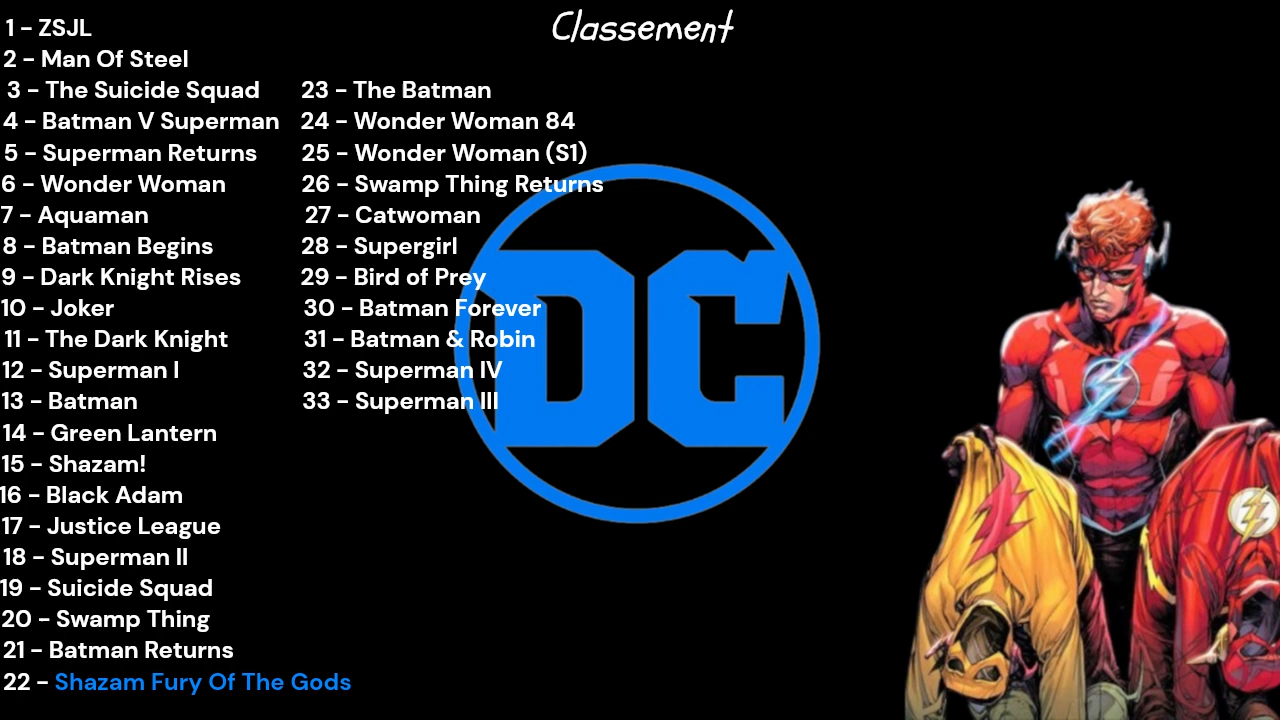 Classement
1 - ZSJL
2 - Man Of Steel
3 - The Suicide Squad
4 - Batman V Superman
5 - Superman Returns
6 - Wonder Woman
7 - Aquaman
8 - Batman Begins
9 - Dark Knight Rises
10 - Joker
11 - The Dark Knight
12 - Superman I
13 - Batman
14 - Green Lantern
15 - Shazam!
16 - Black Adam
17 - Justice League
18 - Superman II
19 - Suicide Squad
20 - Swamp Thing
21 - Batman Returns
22 - Shazam Fury Of The Gods
23 - The Batman
24 - Wonder Woman 84
25 - Wonder Woman (S1)
26 - Swamp Thing Returns
27 - Catwoman
28 - Supergirl
29 - Bird of Prey
30 - Batman Forever
31 - Batman & Robin
32 - Superman IV
33 - Superman III
DC